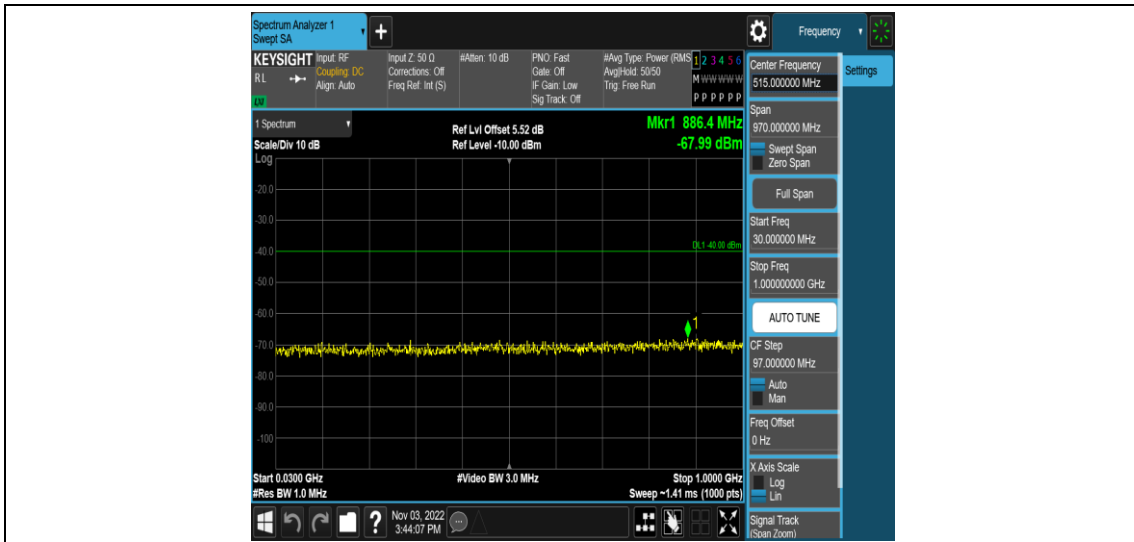 Spectrum Analyzer 1
Swept SA
+
Frequency
KEYSIGHT
RL
LXI
Input: RF
Coupling: DC
Align: Auto
Input Z: 50 Ω
Corrections: Off
Freq Ref: Int (S)
#Atten: 10 dB
PNO: Fast
Gate: Off
IF Gain: Low
Sig Track: Off
#Avg Type: Power (RMS
Avg|Hold: 50/50
Trig: Free Run
1 2 3 4 5 6
M W W W W W
P P P P P P
1 Spectrum
Scale/Div 10 dB
Log
Ref Lvl Offset 5.52 dB
Ref Level -10.00 dBm
Mkr1 886.4 MHz
-67.99 dBm
-20.0
-30.0
DL1 -40.00 dBm
-40.0
-50.0
-60.0
1
-70.0
-80.0
-90.0
-100
Start 0.0300 GHz
#Res BW 1.0 MHz
#Video BW 3.0 MHz
Stop 1.0000 GHz
Sweep ~1.41 ms (1000 pts)
?
Nov 03, 2022
3:44:07 PM
Center Frequency
515.000000 MHz
Settings
Span
970.000000 MHz
Swept Span
Zero Span
Full Span
Start Freq
30.000000 MHz
Stop Freq
1.000000000 GHz
AUTO TUNE
CF Step
97.000000 MHz
Auto
Man
Freq Offset
0 Hz
X Axis Scale
Log
Lin
Signal Track
(Span Zoom)